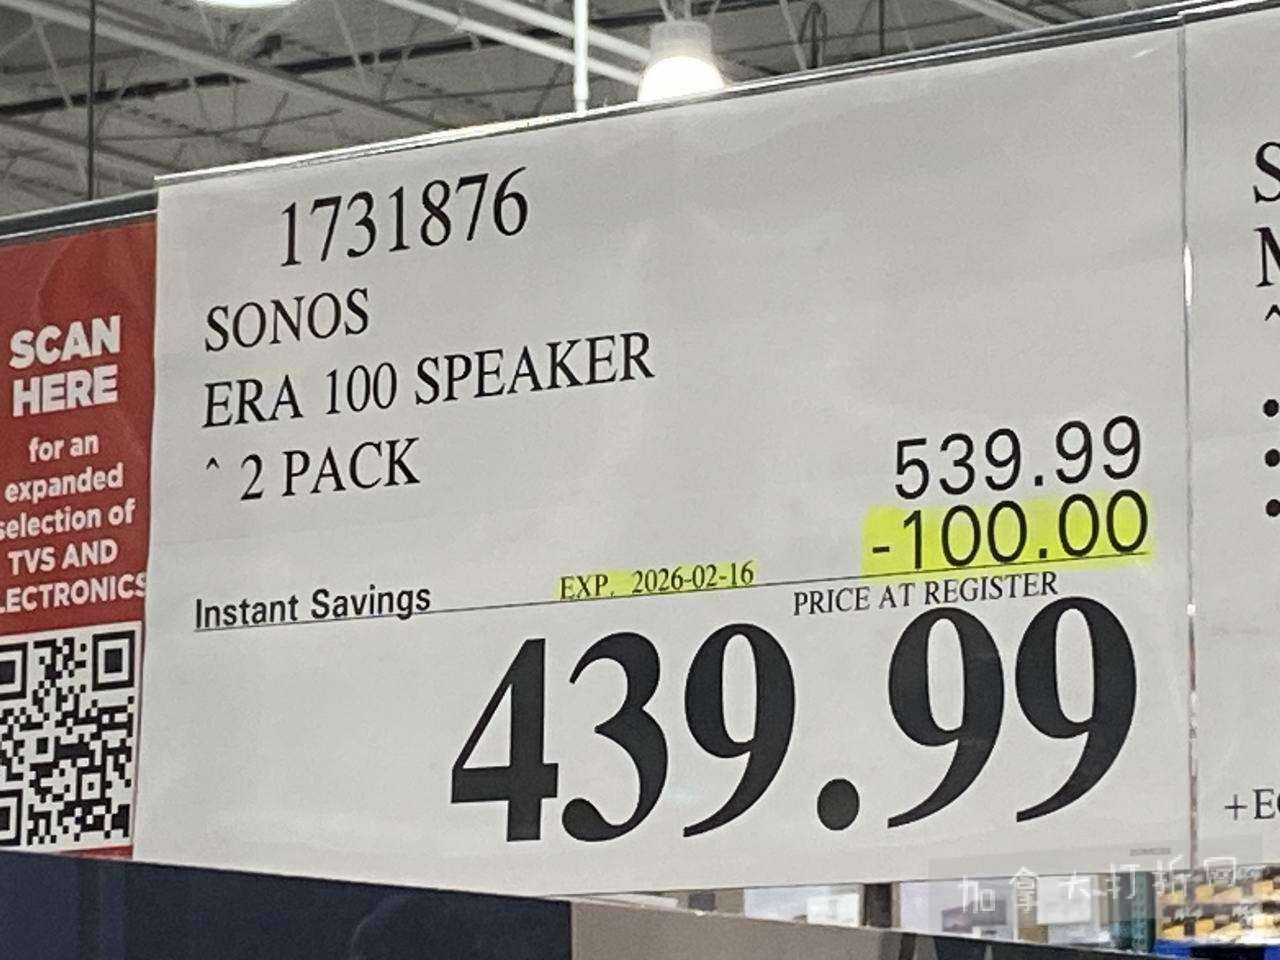 SCAN
HERE
for an
expanded
selection of
TVS AND
LECTRONICS
1731876
SONOS
ERA 100 SPEAKER
^ 2 PACK
539.99
-100.00
Instant Savings
EXP. 2026-02-16
PRICE AT REGISTER
439.99
S
M
^
+E
加拿大打折网